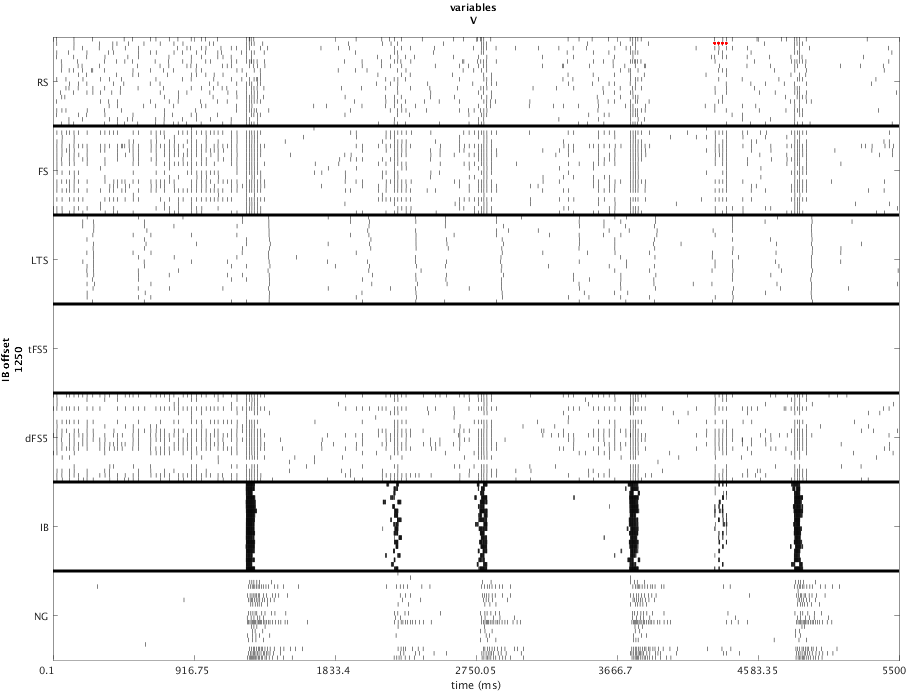 variables
V
RS
FS
LTS
IB offset
1250
tFS5
dFS5
IB
NG
0.1 916.75 1833.4 2750.05 3666.7 4583.35 5500
time (ms)